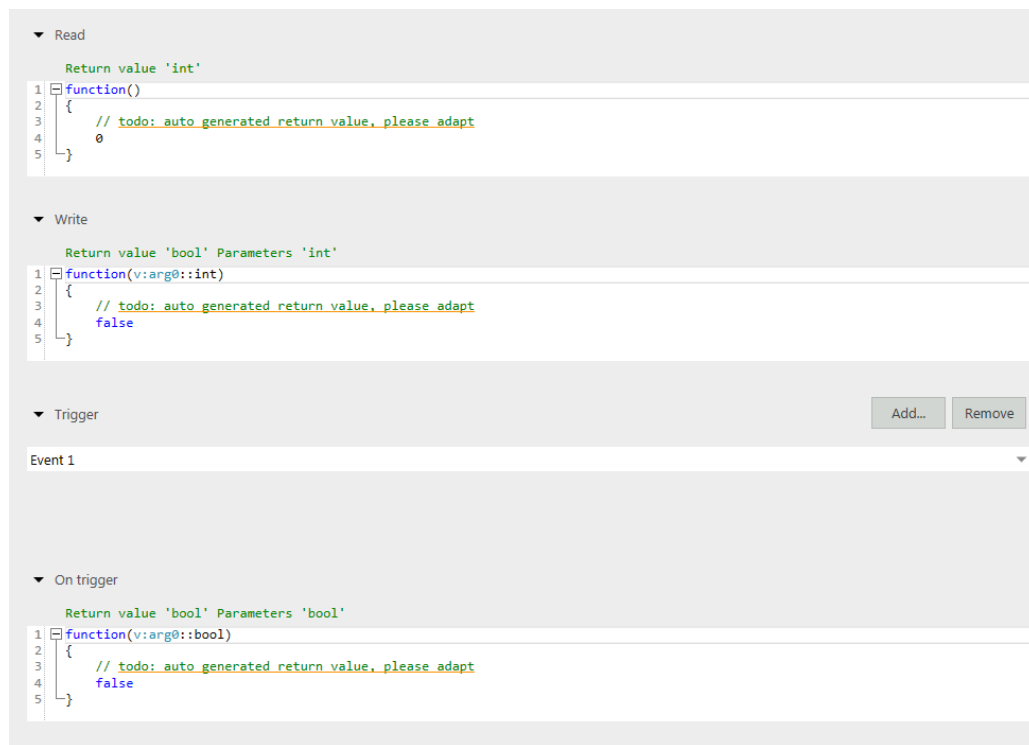 Read
Return value 'int'
1 function()
2 {
3 // todo: auto generated return value, please adapt
4 0
5 }
Write
Return value 'bool' Parameters 'int'
1 function(v:arg0::int)
2 {
3 // todo: auto generated return value, please adapt
4 false
5 }
Trigger Add... Remove
Event 1
On trigger
Return value 'bool' Parameters 'bool'
1 function(v:arg0::bool)
2 {
3 // todo: auto generated return value, please adapt
4 false
5 }